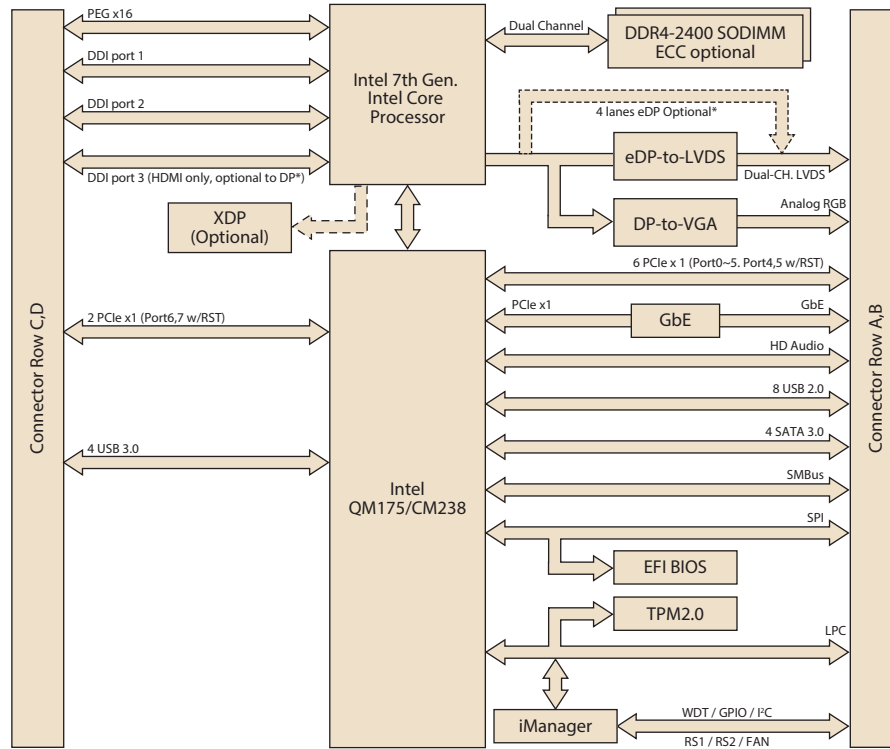 PEG x16
DDI port 1
DDI port 2
DDI port 3 (HDMI only, optional to DP*)
Intel 7th Gen.
Intel Core
Processor
Dual Channel
DDR4-2400 SODIMM
ECC optional
4 lanes eDP Optional*
eDP-to-LVDS
Dual-CH. LVDS
DP-to-VGA
Analog RGB
XDP
(Optional)
Connector Row C,D
Connector Row A,B
2 PCIe x1 (Port6,7 w/RST)
4 USB 3.0
Intel
QM175/CM238
6 PCIe x 1 (Port0~5. Port4,5 w/RST)
PCIe x1
GbE
GbE
HD Audio
8 USB 2.0
4 SATA 3.0
SMBus
SPI
EFI BIOS
TPM2.0
LPC
iManager
WDT / GPIO / I²C
RS1 / RS2 / FAN